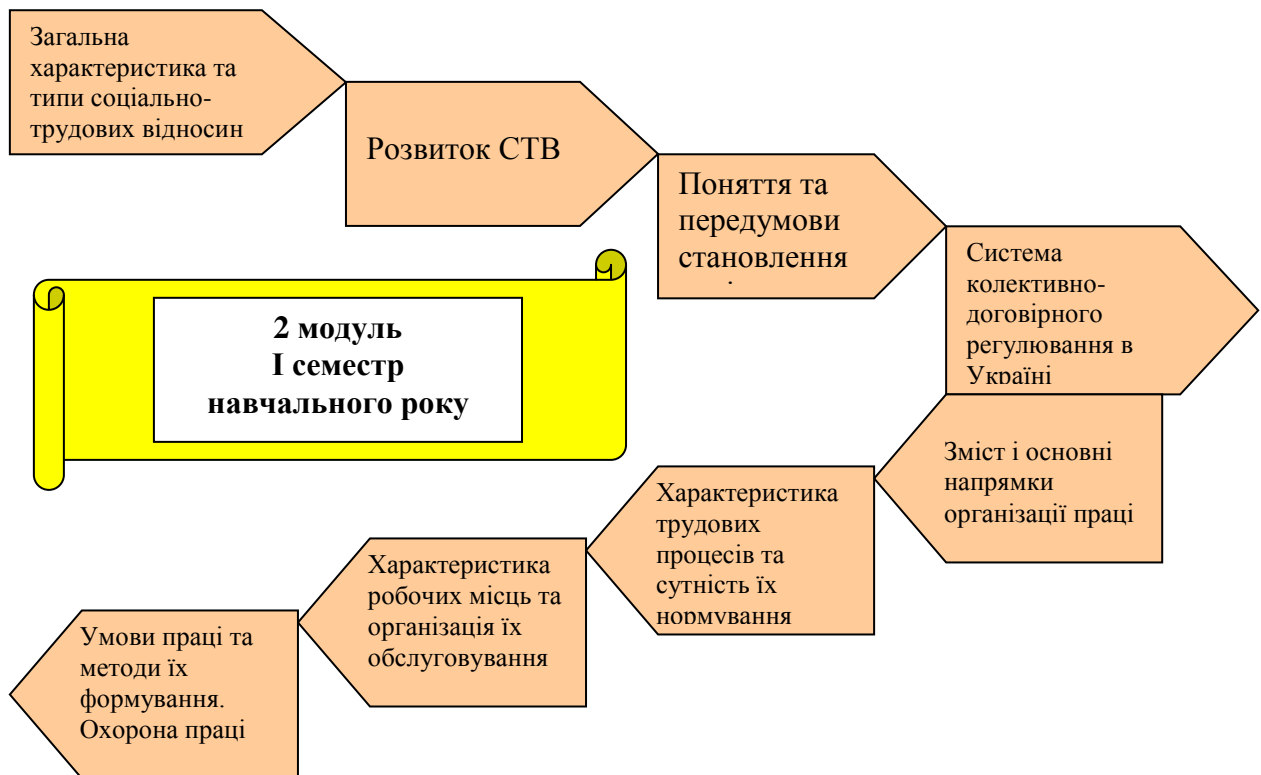 Загальна
характеристика та
типи соціально-
трудових відносин
Розвиток СТВ
Поняття та
передумови
становлення
Система
колективно-
договірного
регулювання в
Україні
2 модуль
І семестр
навчального року
Зміст і основні
напрямки
організації праці
Характеристика
трудових
процесів та
сутність їх
нормування
Характеристика
робочих місць та
організація їх
обслуговування
Умови праці та
методи їх
формування.
Охорона праці